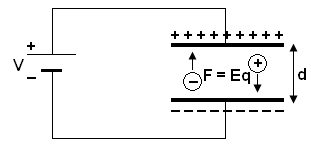 + + + + + + + + +
+
V
−
− F = Eq +
d
− − − − − − − − −